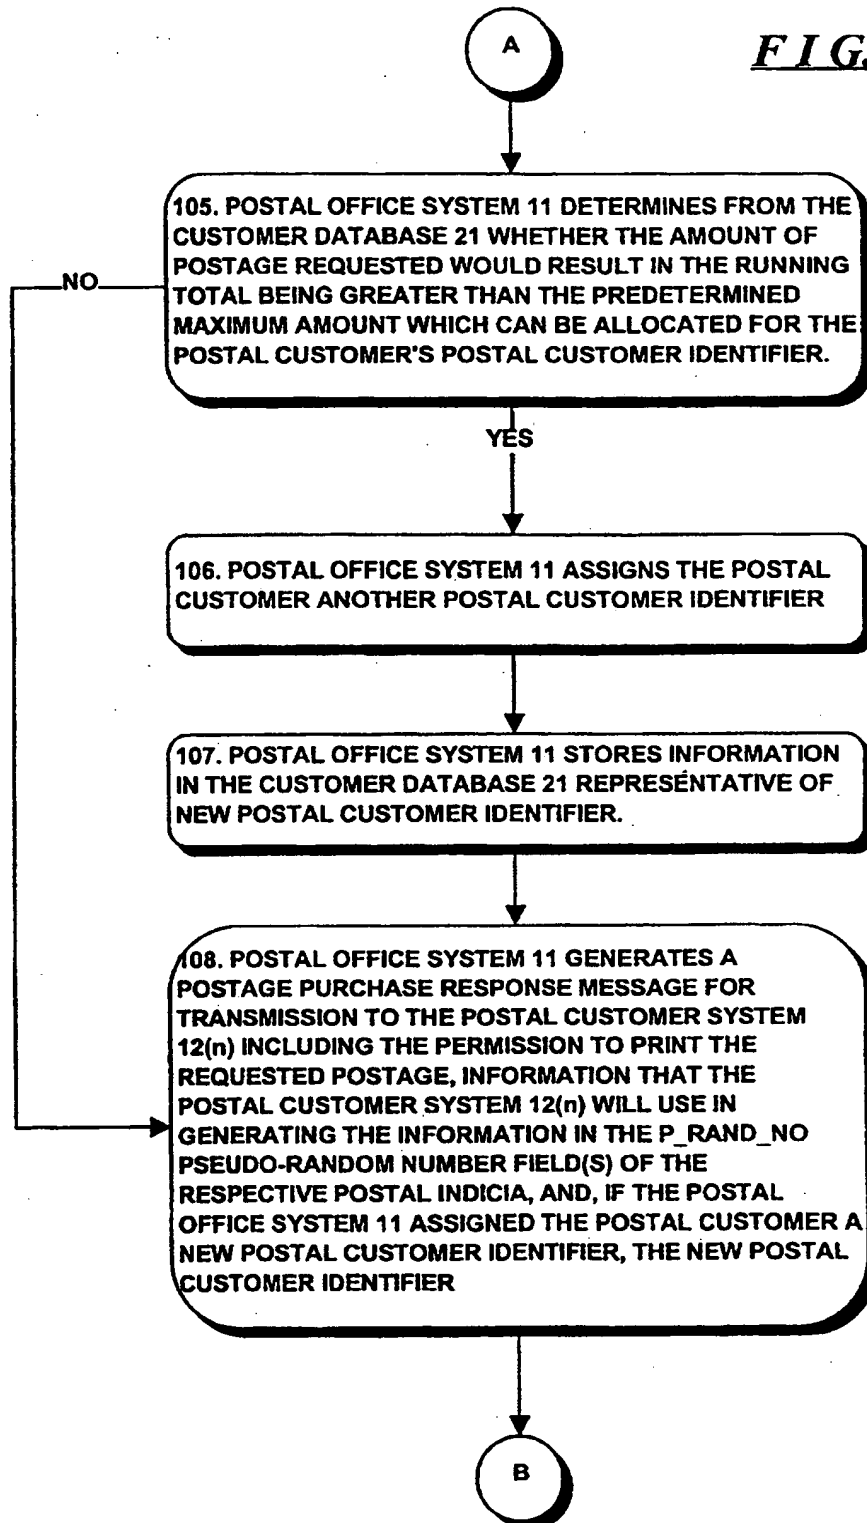 A
FIG.
105. POSTAL OFFICE SYSTEM 11 DETERMINES FROM THE
CUSTOMER DATABASE 21 WHETHER THE AMOUNT OF
POSTAGE REQUESTED WOULD RESULT IN THE RUNNING
TOTAL BEING GREATER THAN THE PREDETERMINED
MAXIMUM AMOUNT WHICH CAN BE ALLOCATED FOR THE
POSTAL CUSTOMER'S POSTAL CUSTOMER IDENTIFIER.
NO
YES
106. POSTAL OFFICE SYSTEM 11 ASSIGNS THE POSTAL
CUSTOMER ANOTHER POSTAL CUSTOMER IDENTIFIER
107. POSTAL OFFICE SYSTEM 11 STORES INFORMATION
IN THE CUSTOMER DATABASE 21 REPRESENTATIVE OF
NEW POSTAL CUSTOMER IDENTIFIER.
108. POSTAL OFFICE SYSTEM 11 GENERATES A
POSTAGE PURCHASE RESPONSE MESSAGE FOR
TRANSMISSION TO THE POSTAL CUSTOMER SYSTEM
12(n) INCLUDING THE PERMISSION TO PRINT THE
REQUESTED POSTAGE, INFORMATION THAT THE
POSTAL CUSTOMER SYSTEM 12(n) WILL USE IN
GENERATING THE INFORMATION IN THE P_RAND_NO
PSEUDO-RANDOM NUMBER FIELD(S) OF THE
RESPECTIVE POSTAL INDICIA, AND, IF THE POSTAL
OFFICE SYSTEM 11 ASSIGNED THE POSTAL CUSTOMER A
NEW POSTAL CUSTOMER IDENTIFIER, THE NEW POSTAL
CUSTOMER IDENTIFIER
B